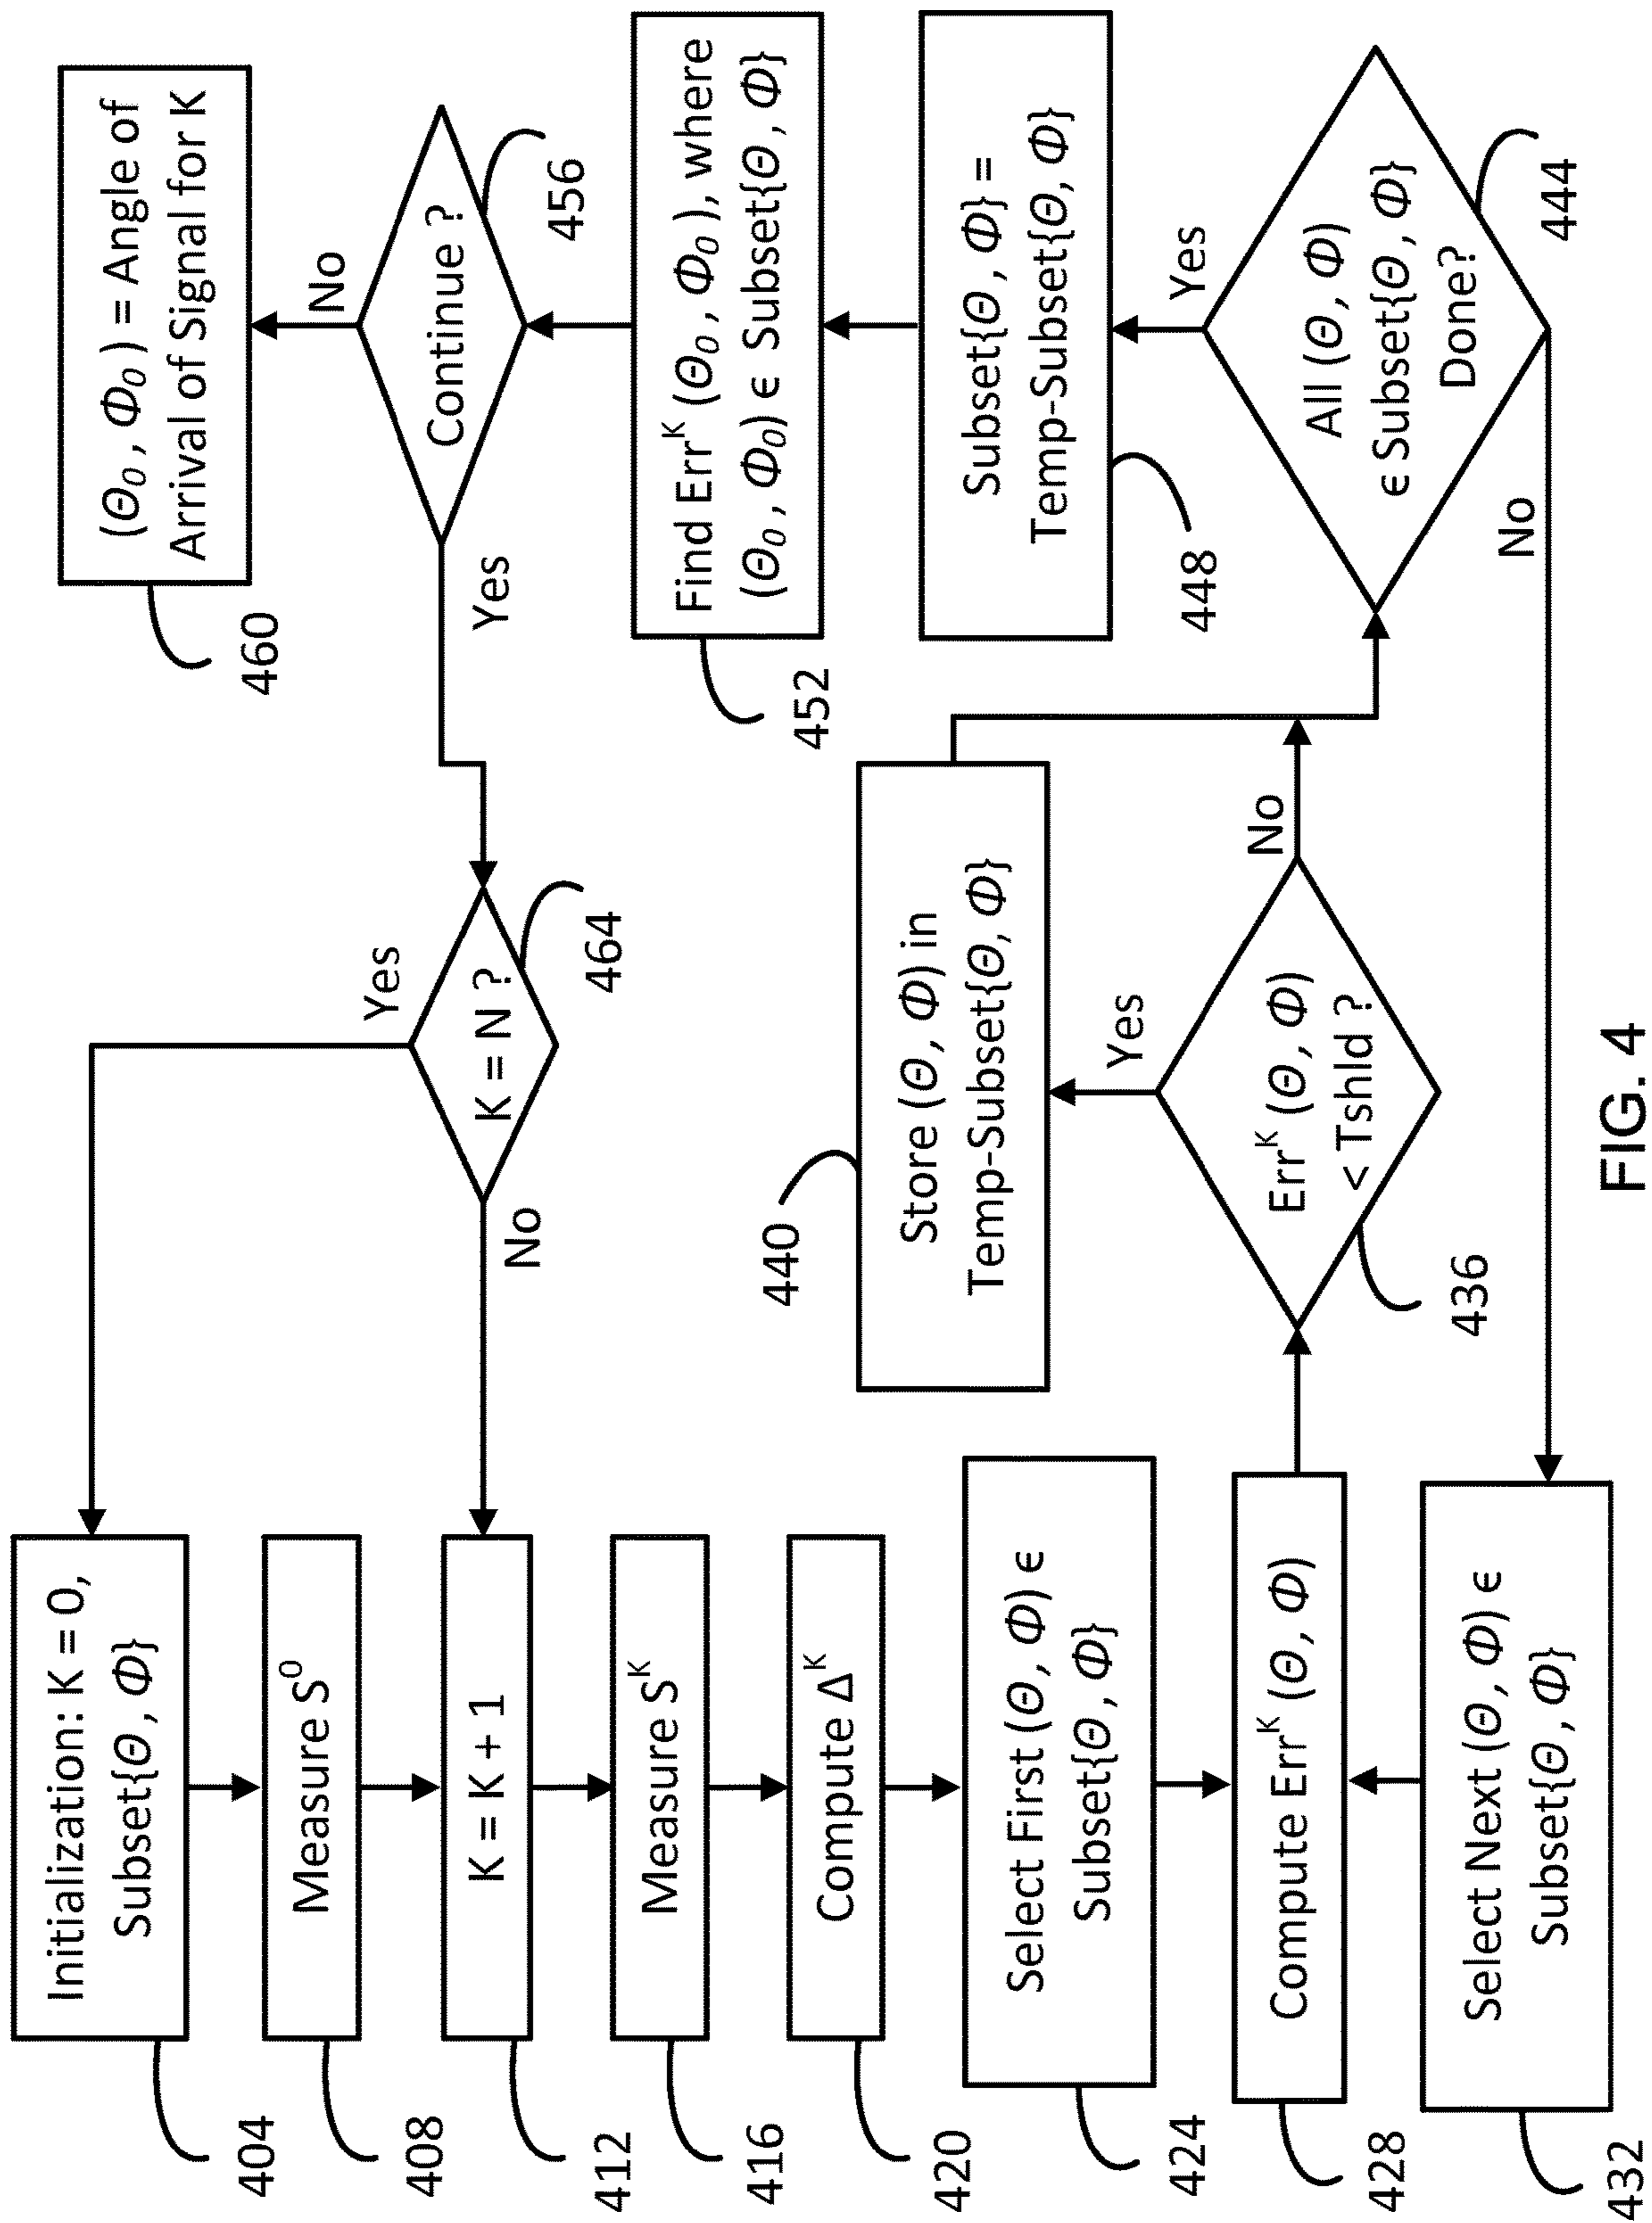 Initialization: K = 0,
Subset{Θ, Φ}
404
Measure S⁰
408
K = K + 1
412
Measure Sᴷ
416
Compute Δᴷ
420
Select First (Θ, Φ) ϵ
Subset{Θ, Φ}
424
Compute Errᴷ (Θ, Φ)
428
Select Next (Θ, Φ) ϵ
Subset{Θ, Φ}
432
Errᴷ (Θ, Φ)
< Tshld ?
436
Yes
No
Store (Θ, Φ) in
Temp-Subset{Θ, Φ}
440
All (Θ, Φ)
ϵ Subset{Θ, Φ}
Done?
444
Yes
No
Subset{Θ, Φ} =
Temp-Subset{Θ, Φ}
448
Find Errᴷ (Θ₀, Φ₀), where
(Θ₀, Φ₀) ϵ Subset{Θ, Φ}
452
Continue ?
456
No
Yes
(Θ₀, Φ₀) = Angle of
Arrival of Signal for K
460
K = N ?
464
Yes
No
FIG. 4